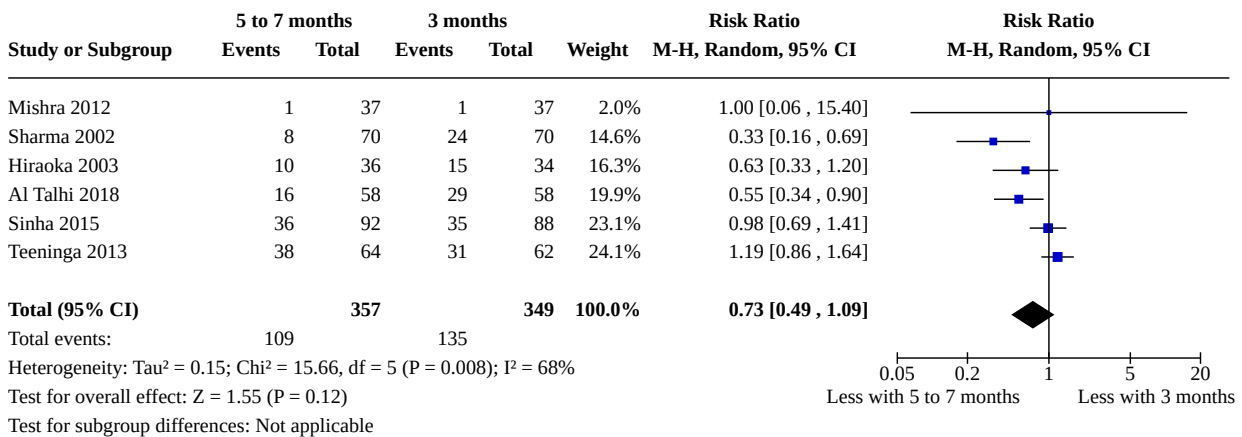 5 to 7 months 3 months Risk Ratio Risk Ratio
Study or Subgroup Events Total Events Total Weight M-H, Random, 95% CI M-H, Random, 95% CI
Mishra 2012 1 37 1 37 2.0% 1.00 [0.06 , 15.40]
Sharma 2002 8 70 24 70 14.6% 0.33 [0.16 , 0.69]
Hiraoka 2003 10 36 15 34 16.3% 0.63 [0.33 , 1.20]
Al Talhi 2018 16 58 29 58 19.9% 0.55 [0.34 , 0.90]
Sinha 2015 36 92 35 88 23.1% 0.98 [0.69 , 1.41]
Teeninga 2013 38 64 31 62 24.1% 1.19 [0.86 , 1.64]
Total (95% CI) 357 349 100.0% 0.73 [0.49 , 1.09]
Total events: 109 135
Heterogeneity: Tau² = 0.15; Chi² = 15.66, df = 5 (P = 0.008); I² = 68% 0.05 0.2 1 5 20
Test for overall effect: Z = 1.55 (P = 0.12) Less with 5 to 7 months Less with 3 months
Test for subgroup differences: Not applicable